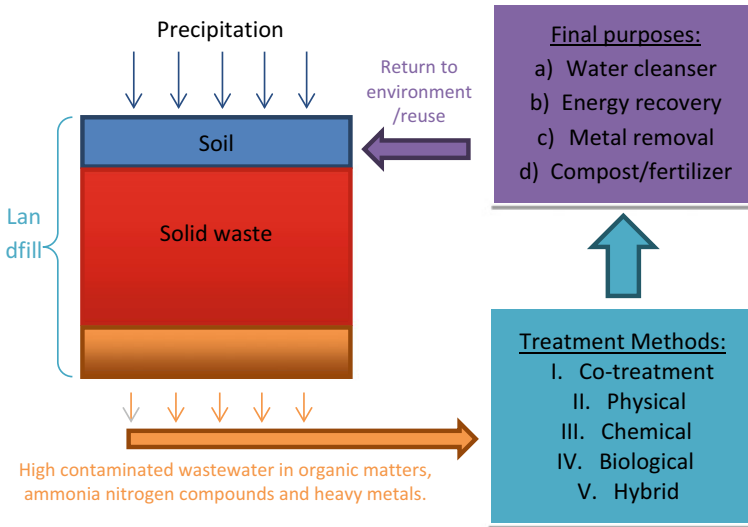 Precipitation
Soil
Solid waste
Lan
dfill
High contaminated wastewater in organic matters,
ammonia nitrogen compounds and heavy metals.
Treatment Methods:
I. Co-treatment
II. Physical
III. Chemical
IV. Biological
V. Hybrid
Final purposes:
a) Water cleanser
b) Energy recovery
c) Metal removal
d) Compost/fertilizer
Return to
environment
/reuse